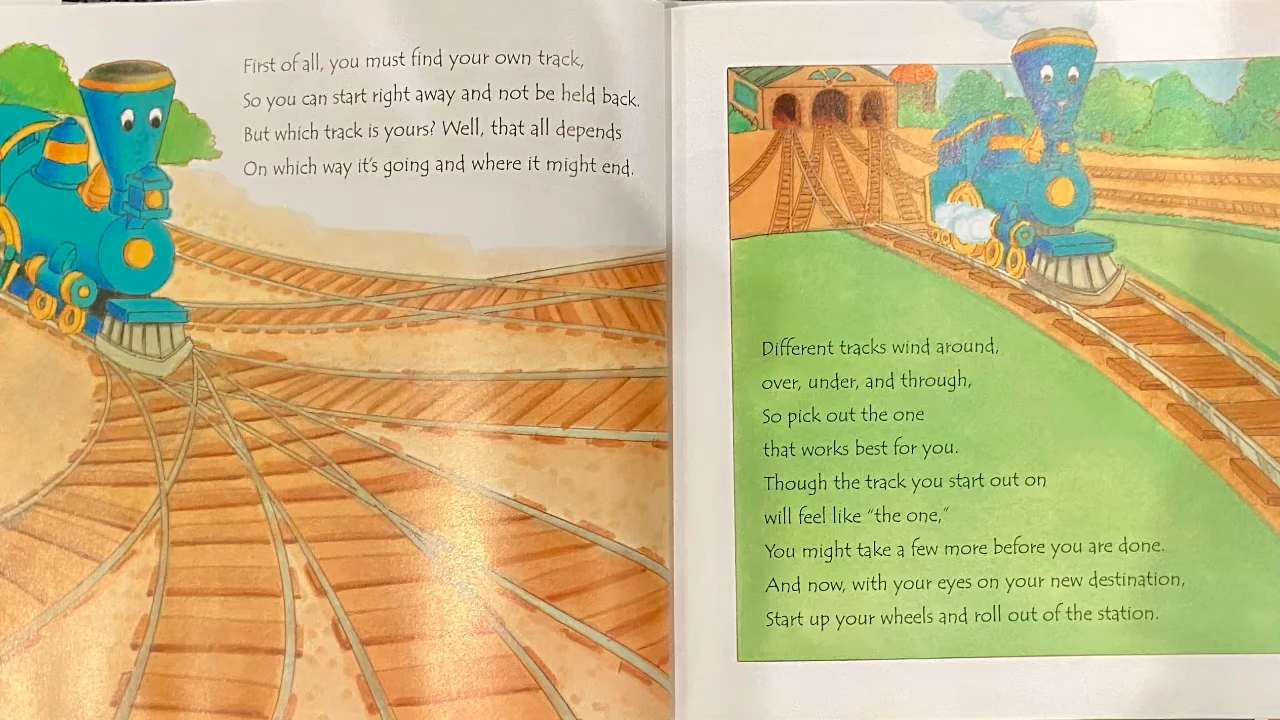 First of all, you must find your own track,
So you can start right away and not be held back.
But which track is yours? Well, that all depends
On which way it's going and where it might end.
Different tracks wind around,
over, under, and through,
So pick out the one
that works best for you.
Though the track you start out on
will feel like “the one,”
You might take a few more before you are done.
And now, with your eyes on your new destination,
Start up your wheels and roll out of the station.